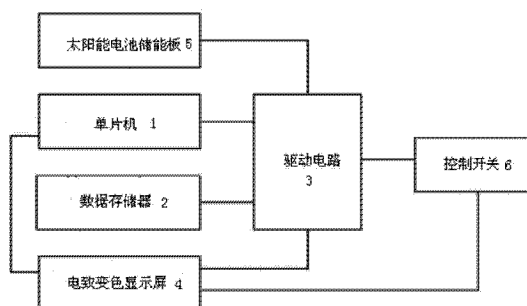 太阳能电池储能板 5
单片机 1
数据存储器 2
电致变色显示屏 4
驱动电路
3
控制开关 6